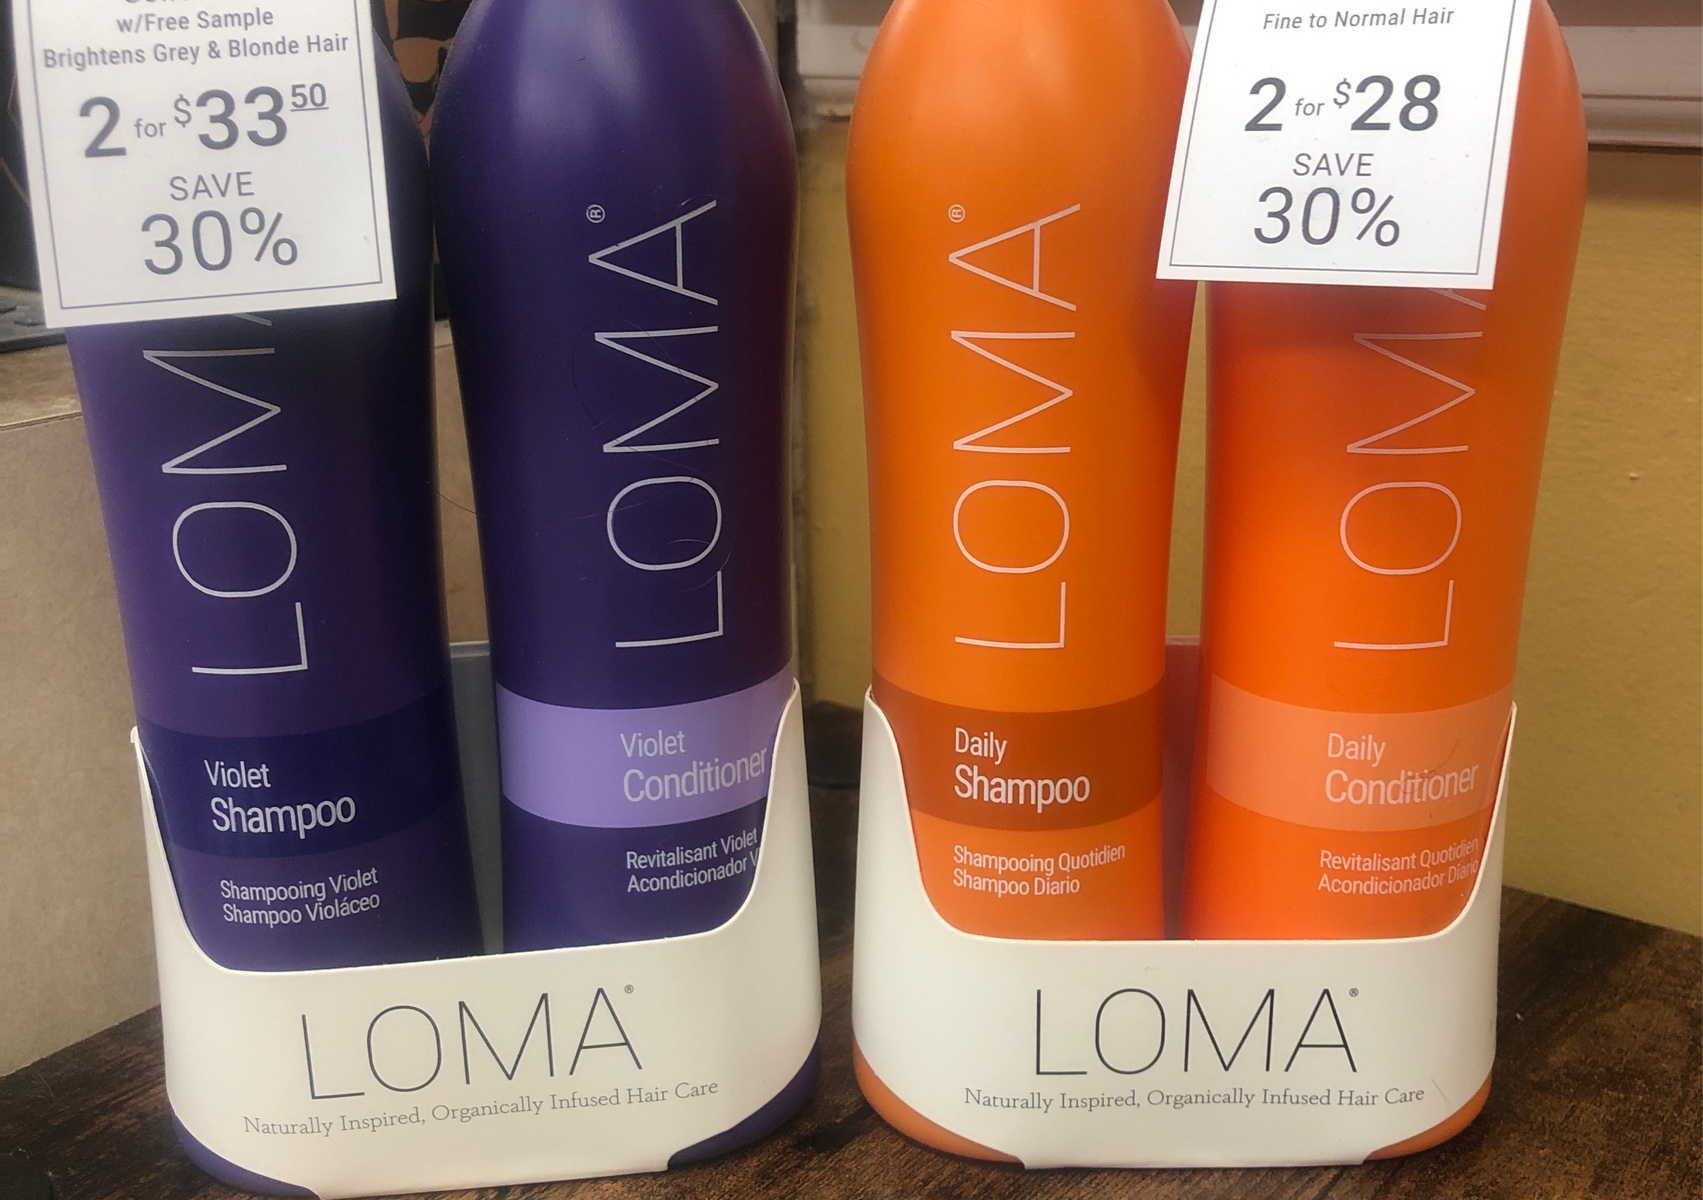 w/Free Sample
Brightens Grey & Blonde Hair
2 for $33 50
SAVE
30%
Fine to Normal Hair
2 for $28
SAVE
30%
LOMA
Violet
Shampoo
Shampooing Violet
Shampoo Violáceo
LOMA®
Violet
Conditioner
Revitalisant Violet
Acondicionador
LOMA®
Daily
Shampoo
Shampooing Quotidien
Shampoo Diario
LOMA
Daily
Conditioner
Revitalisant Quotidien
Acondicionador Diario
LOMA®
Naturally Inspired, Organically Infused Hair Care
LOMA®
Naturally Inspired, Organically Infused Hair Care